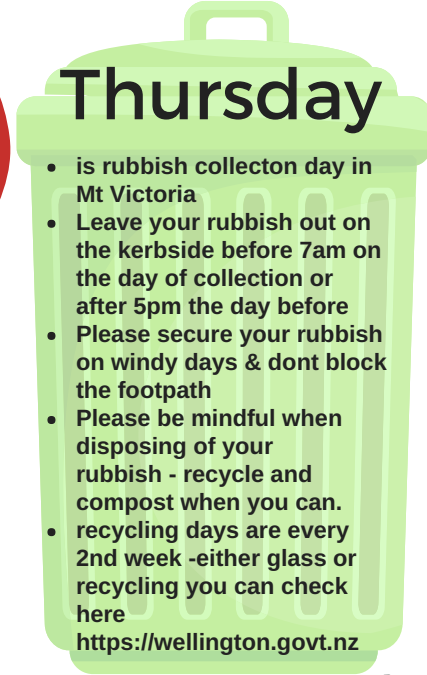 Thursday
• is rubbish collecton day in
Mt Victoria
• Leave your rubbish out on
the kerbside before 7am on
the day of collection or
after 5pm the day before
• Please secure your rubbish
on windy days & dont block
the footpath
• Please be mindful when
disposing of your
rubbish - recycle and
compost when you can.
• recycling days are every
2nd week -either glass or
recycling you can check
here
https://wellington.govt.nz